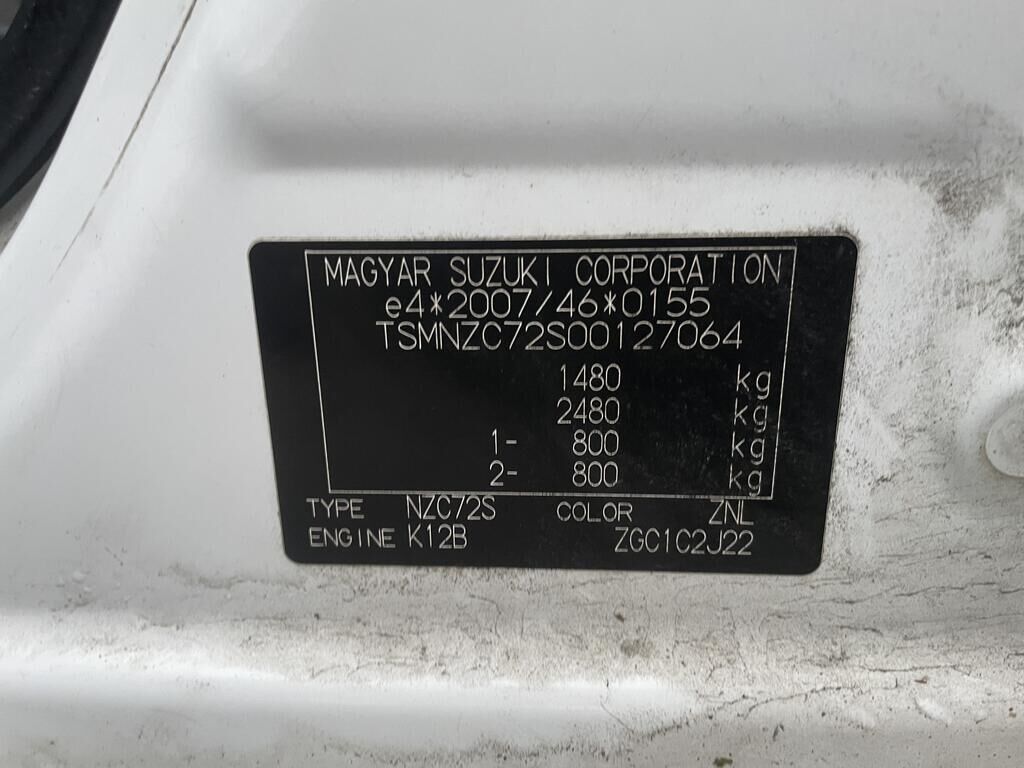 MAGYAR SUZUKI CORPORATION
e4*2007/46*0155
TSMNZC72S00127064
1480 kg
2480 kg
1- 800 kg
2- 800 kg
TYPE NZC72S COLOR ZNL
ENGINE K12B ZGC1C2J22